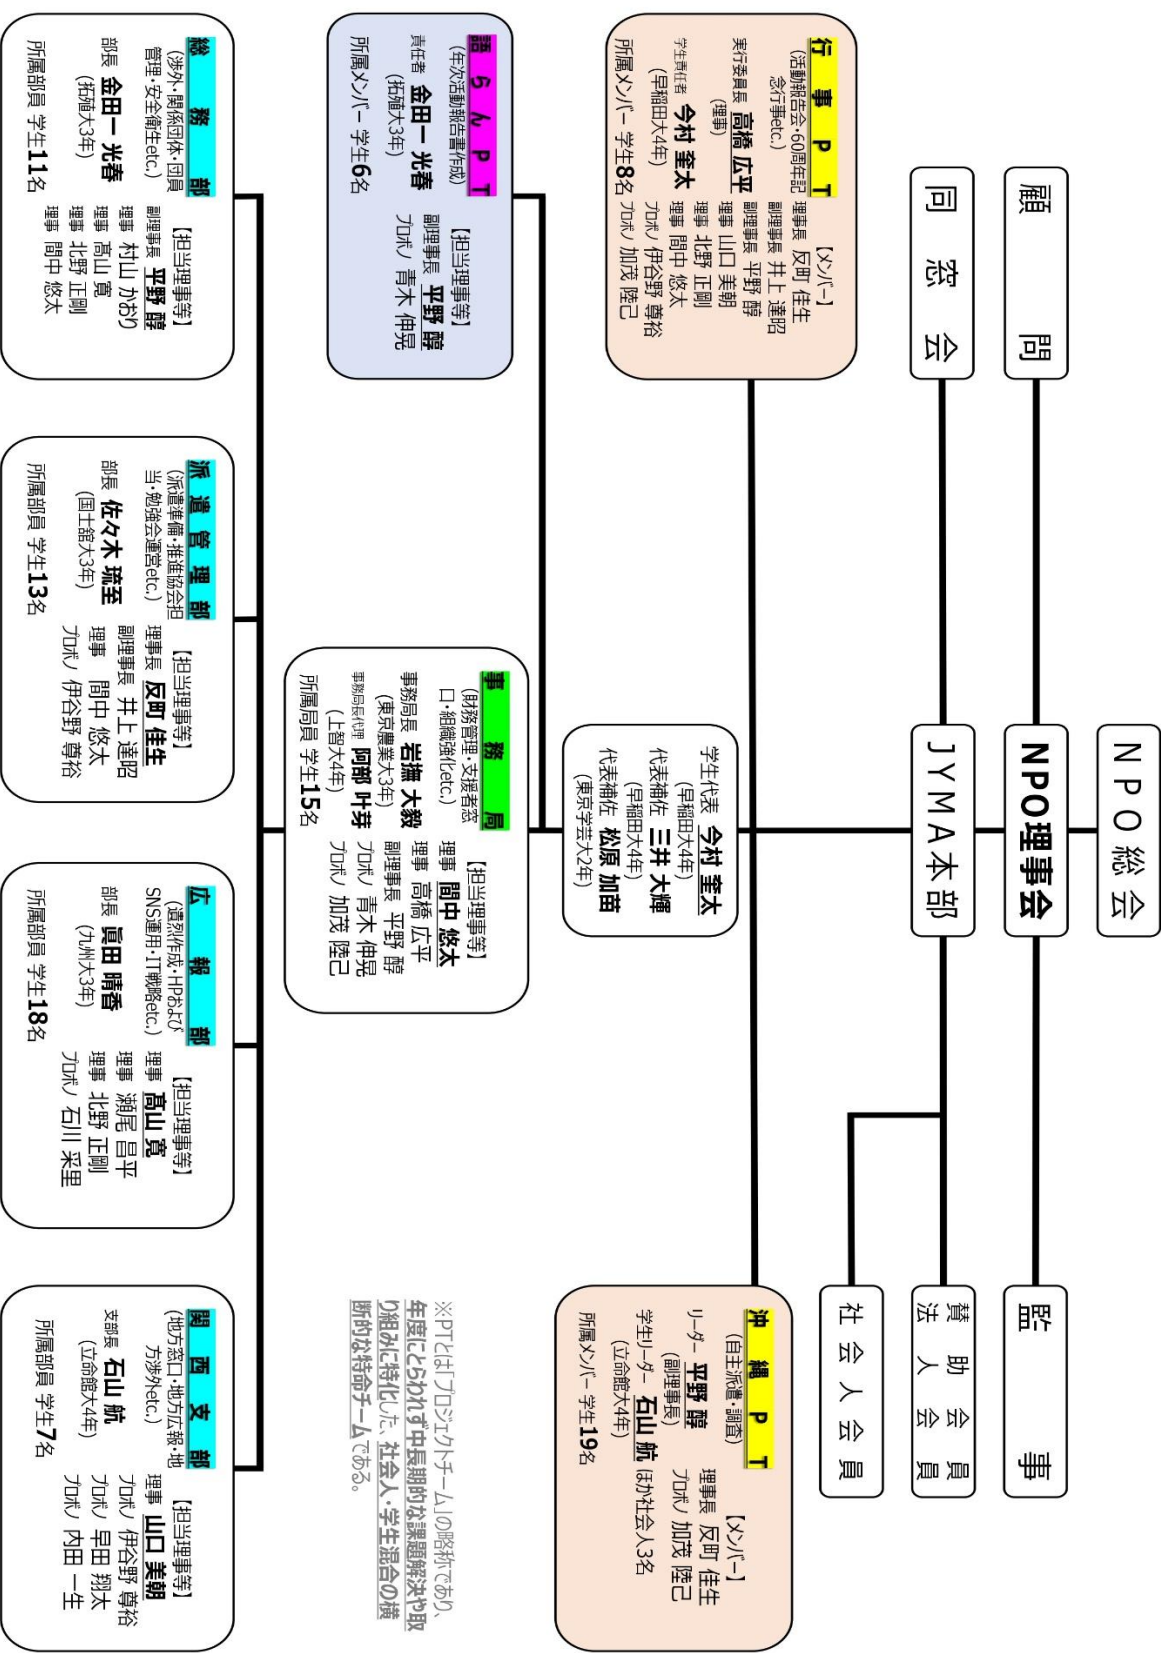 NPO総会
顧問
NPO理事会
監事
同窓会
JYMA本部
賛助会員
法人会員
社会人会員
行事PT
(活動報告会・60周年記
念行事etc.)
実行委員長 高橋 広平
(理事)
学生責任者 今村 奎太
(早稲田大4年)
所属メンバー 学生8名
【メンバー】
理事長 反町 佳生
副理事長 井上 達昭
副理事長 平野 醇
理事 山口 美朝
理事 北野 正剛
理事 間中 悠太
プロボノ 伊谷野 尊裕
プロボノ 加茂 陸己
学生代表 今村 奎太
(早稲田大4年)
代表補佐 三井 大輝
(早稲田大4年)
代表補佐 松原 加苗
(東京学芸大2年)
沖縄PT
(自主派遣・調査)
リーダー 平野 醇
(副理事長)
学生リーダー 石山 航
(立命館大4年)
所属メンバー 学生19名
【メンバー】
理事長 反町 佳生
プロボノ 加茂 陸己
ほか社会人3名
語らんPT
(年次活動報告書作成)
責任者 金田一 光春
(拓殖大3年)
所属メンバー 学生6名
【担当理事等】
副理事長 平野 醇
プロボノ 青木 伸晃
事務局
(財務管理・支援者窓
口・組織強化etc.)
事務局長 岩撫 大毅
(東京農業大3年)
事務局長代理 阿部 叶芽
(上智大4年)
所属局員 学生15名
【担当理事等】
理事 間中 悠太
理事 高橋 広平
副理事長 平野 醇
プロボノ 青木 伸晃
プロボノ 加茂 陸己
※PTとは「プロジェクトチーム」の略称であり、
年度にとらわれず中長期的な課題解決や取
り組みに特化した、社会人・学生混合の横
断的な特命チームである。
総務部
(渉外・関係団体・団員
管理・安全衛生etc.)
部長 金田一 光春
(拓殖大3年)
所属部員 学生11名
【担当理事等】
副理事長 平野 醇
理事 村山 かおり
理事 髙山 寛
理事 北野 正剛
理事 間中 悠太
派遣管理部
(派遣準備・推進協会担
当・勉強会運営etc.)
部長 佐々木 琉至
(国士舘大3年)
所属部員 学生13名
【担当理事等】
理事長 反町 佳生
副理事長 井上 達昭
理事 間中 悠太
プロボノ 伊谷野 尊裕
広報部
(遺烈作成・HPおよび
SNS運用・IT戦略etc.)
部長 眞田 晴香
(九州大3年)
所属部員 学生18名
【担当理事等】
理事 髙山 寛
理事 瀬尾 昌平
理事 北野 正剛
プロボノ 石川 采里
関西支部
(地方窓口・地方広報・地
方渉外etc.)
支部長 石山 航
(立命館大4年)
所属部員 学生7名
【担当理事等】
理事 山口 美朝
プロボノ 伊谷野 尊裕
プロボノ 早田 翔太
プロボノ 内田 一生